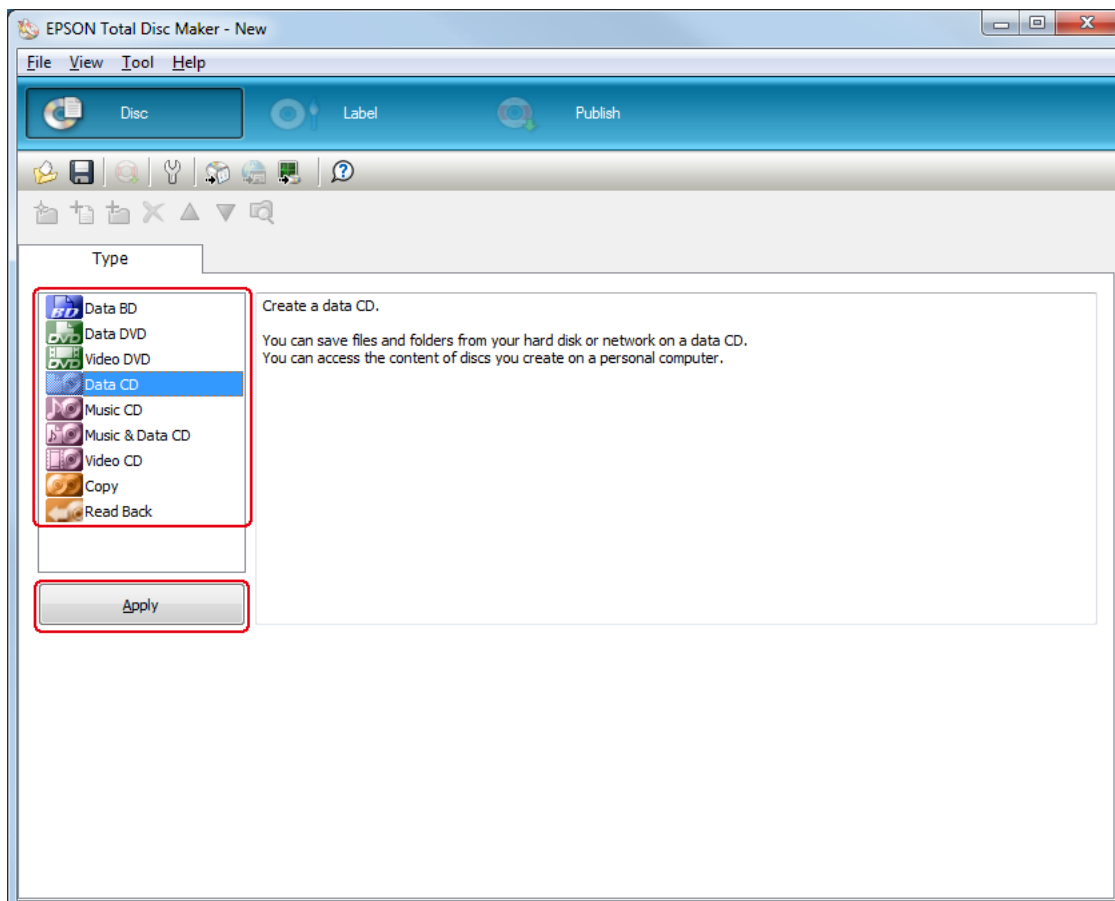 EPSON Total Disc Maker - New
File View Tool Help
Disc Label Publish
Type
Data BD
Data DVD
Video DVD
Data CD
Music CD
Music & Data CD
Video CD
Copy
Read Back
Create a data CD.
You can save files and folders from your hard disk or network on a data CD.
You can access the content of discs you create on a personal computer.
Apply